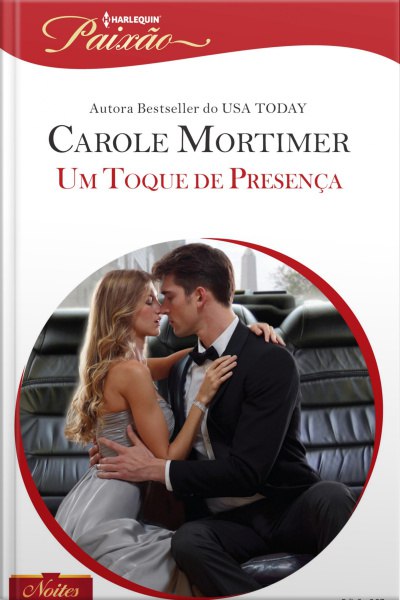 HARLEQUIN
Paixão
Autora Bestseller do USA TODAY
CAROLE MORTIMER
UM TOQUE DE PRESENÇA
Noites